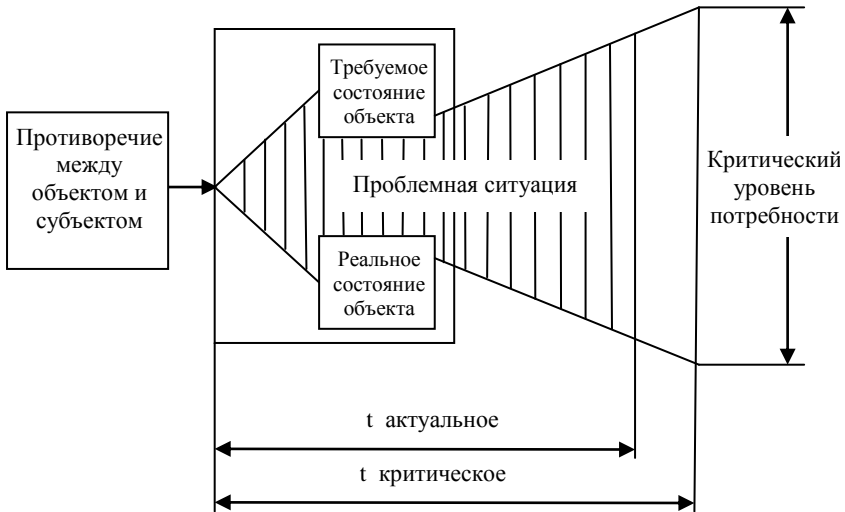 Противоречие
между
объектом и
субъектом
Требуемое
состояние
объекта
Проблемная ситуация
Реальное
состояние
объекта
Критический
уровень
потребности
t актуальное
t критическое